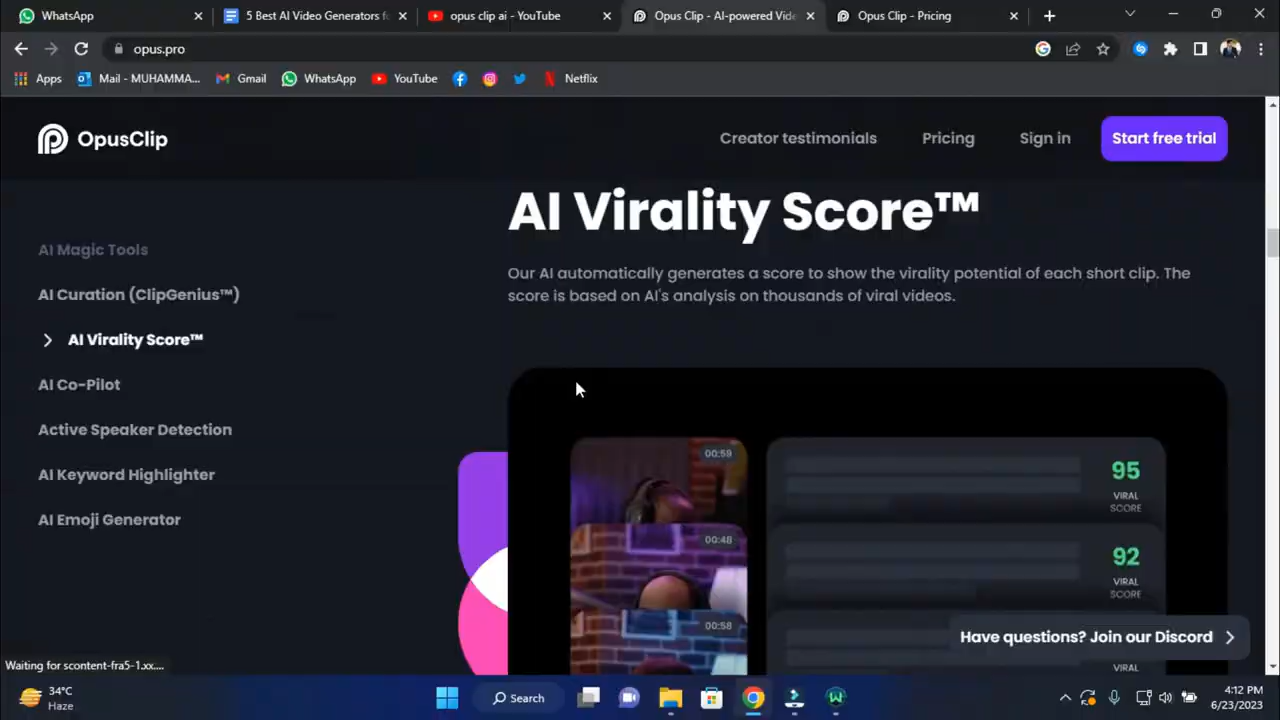 WhatsApp
5 Best AI Video Generators fo
opus clip ai - YouTube
Opus Clip - AI-powered Vide
Opus Clip - Pricing
opus.pro
Apps
Mail - MUHAMMA...
Gmail
WhatsApp
YouTube
Netflix
OpusClip
Creator testimonials
Pricing
Sign in
Start free trial
AI Magic Tools
AI Curation (ClipGenius™)
AI Virality Score™
AI Co-Pilot
Active Speaker Detection
AI Keyword Highlighter
AI Emoji Generator
AI Virality Score™
Our AI automatically generates a score to show the virality potential of each short clip. The
score is based on AI's analysis on thousands of viral videos.
00:59
95
VIRAL
SCORE
00:48
92
VIRAL
SCORE
00:58
VIRAL
Have questions? Join our Discord
Waiting for scontent-fra5-1.xx....
34°C
Haze
Search
4:12 PM
6/23/2023